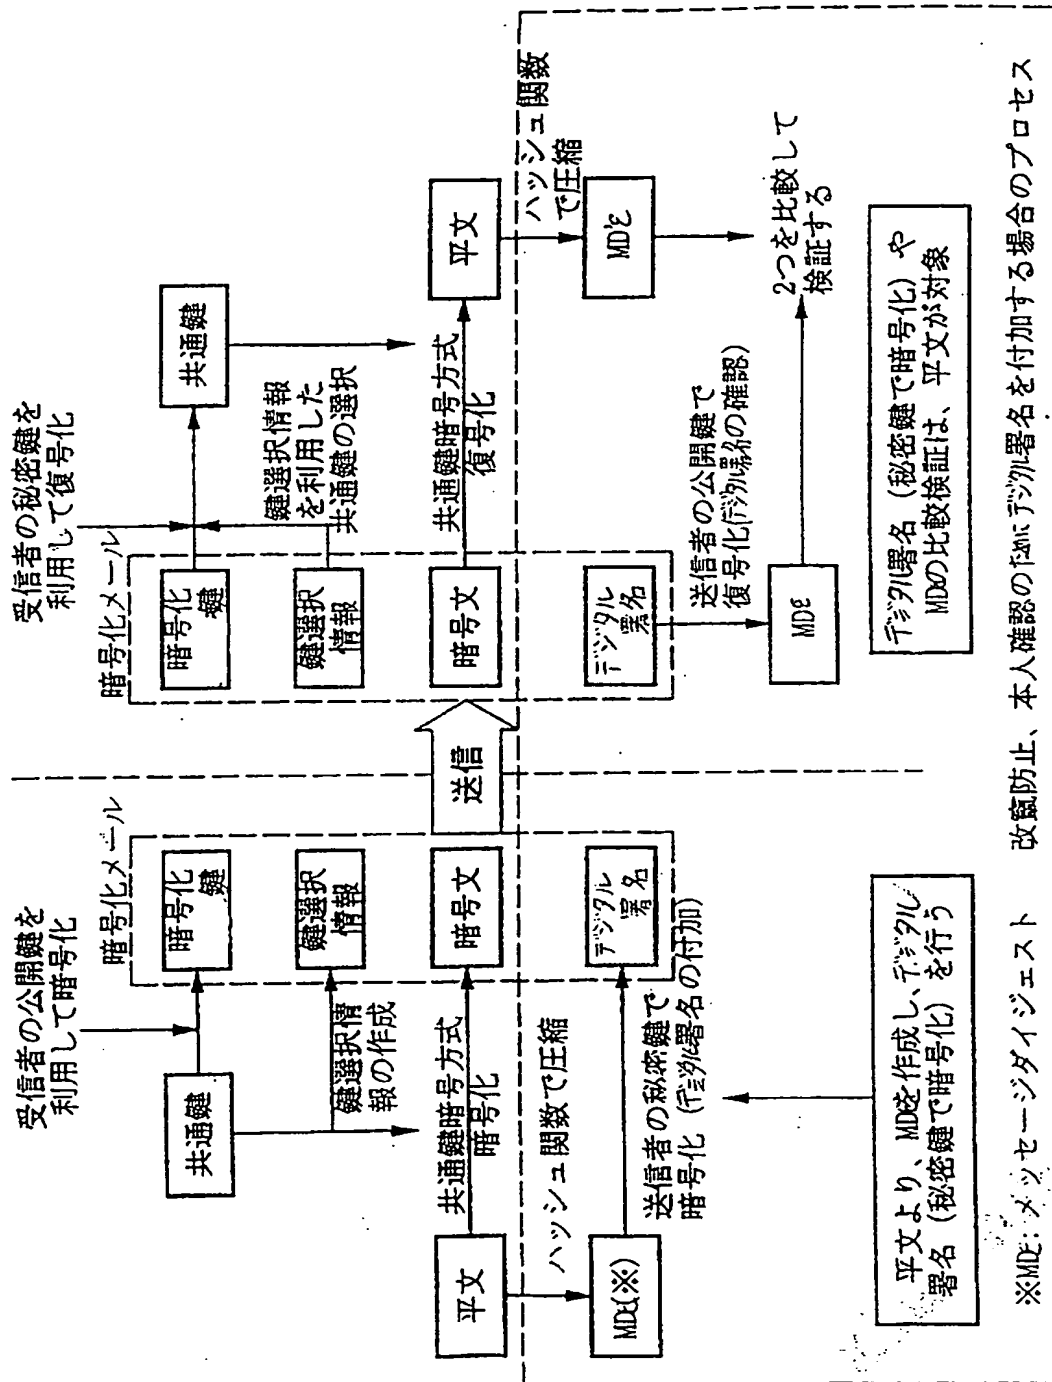 受信者の公開鍵を
利用して暗号化
暗号化メール
共通鍵
暗号化
鍵
鍵選択情
報の作成
鍵選択
情報
平文
共通鍵暗号方式
暗号化
暗号文
ハッシュ関数で圧縮
送信者の秘密鍵で
暗号化 (デジタル署名の付加)
デジタル
署名
平文より、MDを作成し、デジタル
署名 (秘密鍵で暗号化) を行う
送信
受信者の秘密鍵を
利用して復号化
暗号化メール
暗号化
鍵
共通鍵
鍵選択
情報
鍵選択情報
を利用した
共通鍵の選択
暗号文
共通鍵暗号方式
復号化
平文
ハッシュ関数
で圧縮
デジタル
署名
送信者の公開鍵で
復号化(デジタル署名の確認)
2つを比較して
検証する
デジタル署名 (秘密鍵で暗号化) や
の比較検証は、平文が対象
※MD: メッセージダイジェスト
改竄防止、本人確認のためにデジタル署名を付加する場合のプロセス